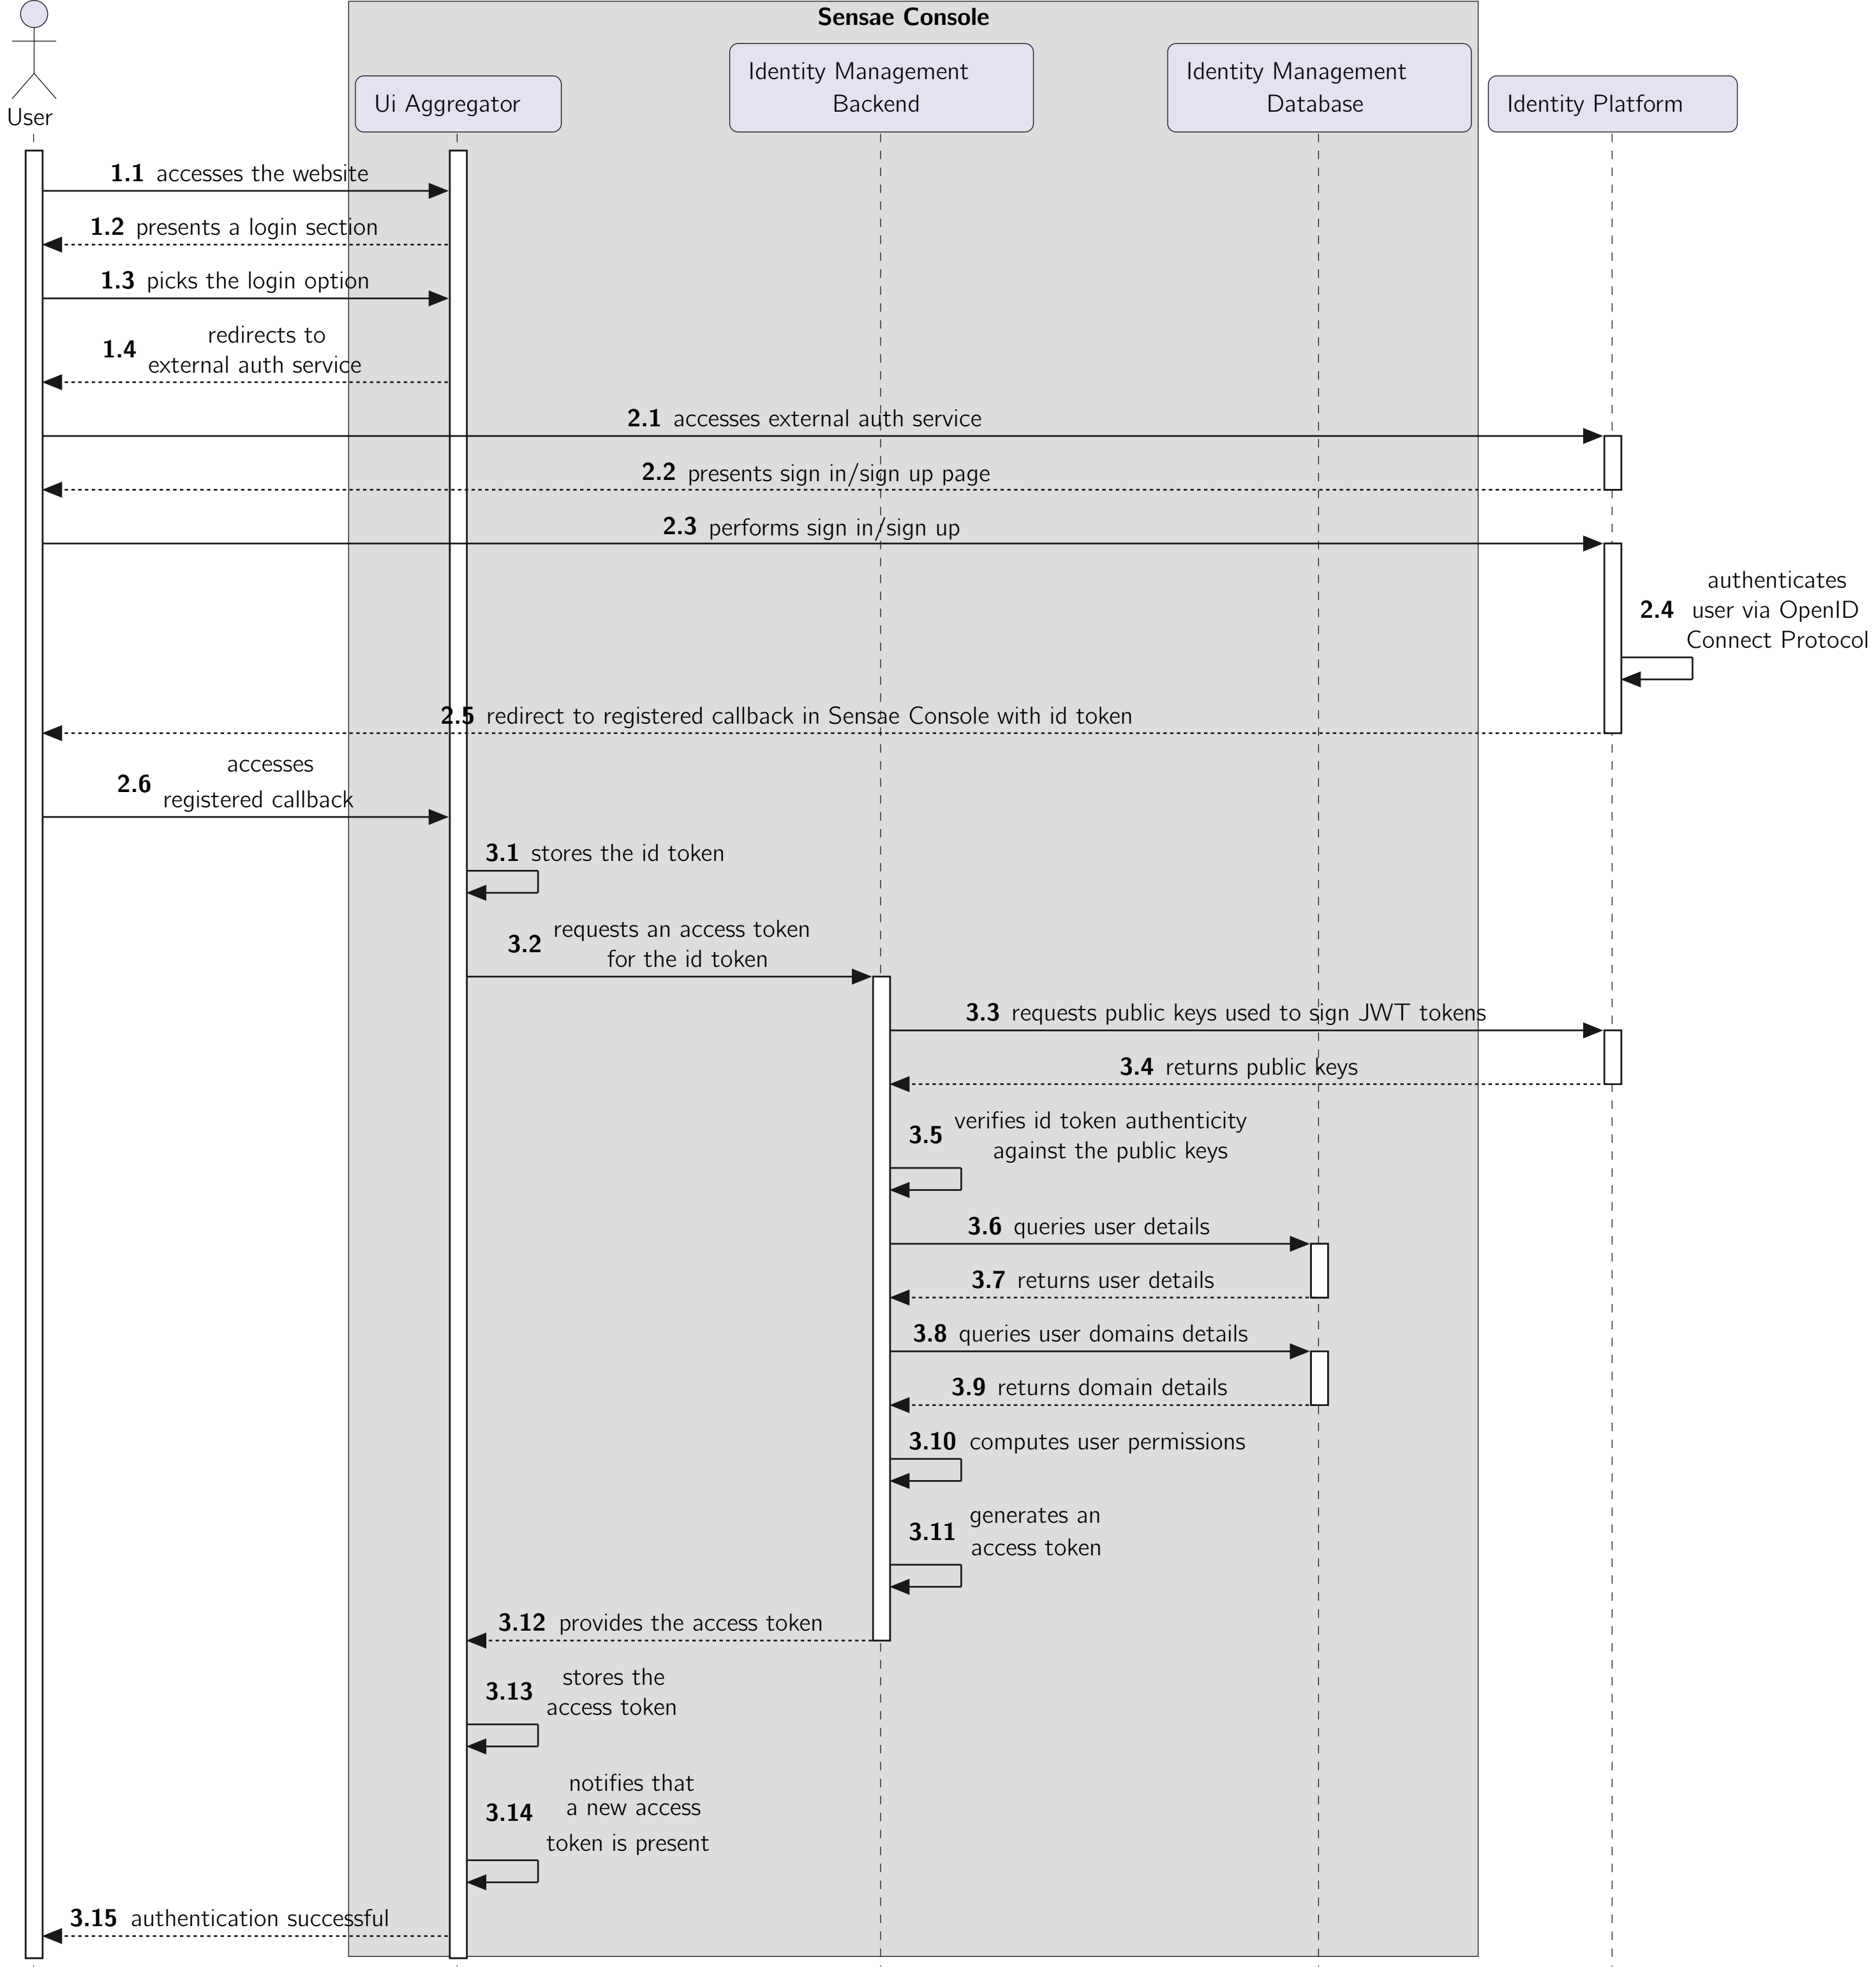 Sensae Console
User
Ui Aggregator
Identity Management
Backend
Identity Management
Database
Identity Platform
1.1 accesses the website
1.2 presents a login section
1.3 picks the login option
1.4 redirects to
external auth service
2.1 accesses external auth service
2.2 presents sign in/sign up page
2.3 performs sign in/sign up
2.4 authenticates
user via OpenID
Connect Protocol
2.5 redirect to registered callback in Sensae Console with id token
2.6 accesses
registered callback
3.1 stores the id token
3.2 requests an access token
for the id token
3.3 requests public keys used to sign JWT tokens
3.4 returns public keys
3.5 verifies id token authenticity
against the public keys
3.6 queries user details
3.7 returns user details
3.8 queries user domains details
3.9 returns domain details
3.10 computes user permissions
3.11 generates an
access token
3.12 provides the access token
3.13 stores the
access token
3.14 notifies that
a new access
token is present
3.15 authentication successful